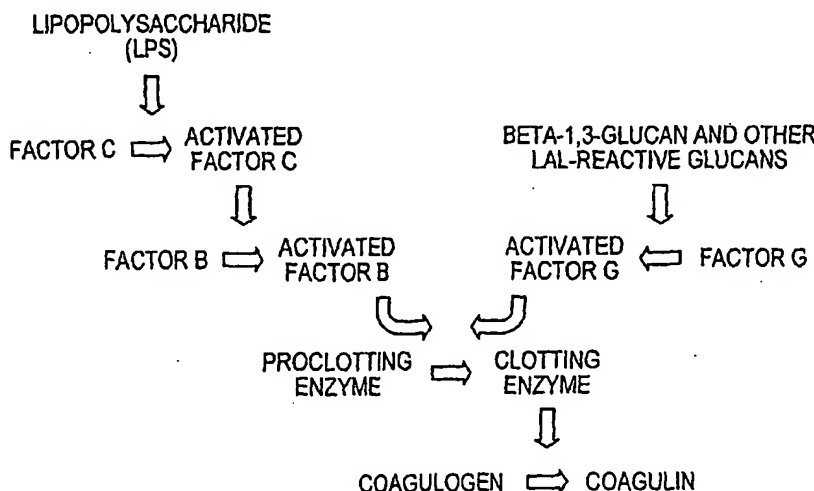 LIPOPOLYSACCHARIDE
(LPS)
FACTOR C
ACTIVATED
FACTOR C
BETA-1,3-GLUCAN AND OTHER
LAL-REACTIVE GLUCANS
FACTOR B
ACTIVATED
FACTOR B
ACTIVATED
FACTOR G
FACTOR G
PROCLOTTING
ENZYME
CLOTTING
ENZYME
COAGULOGEN
COAGULIN